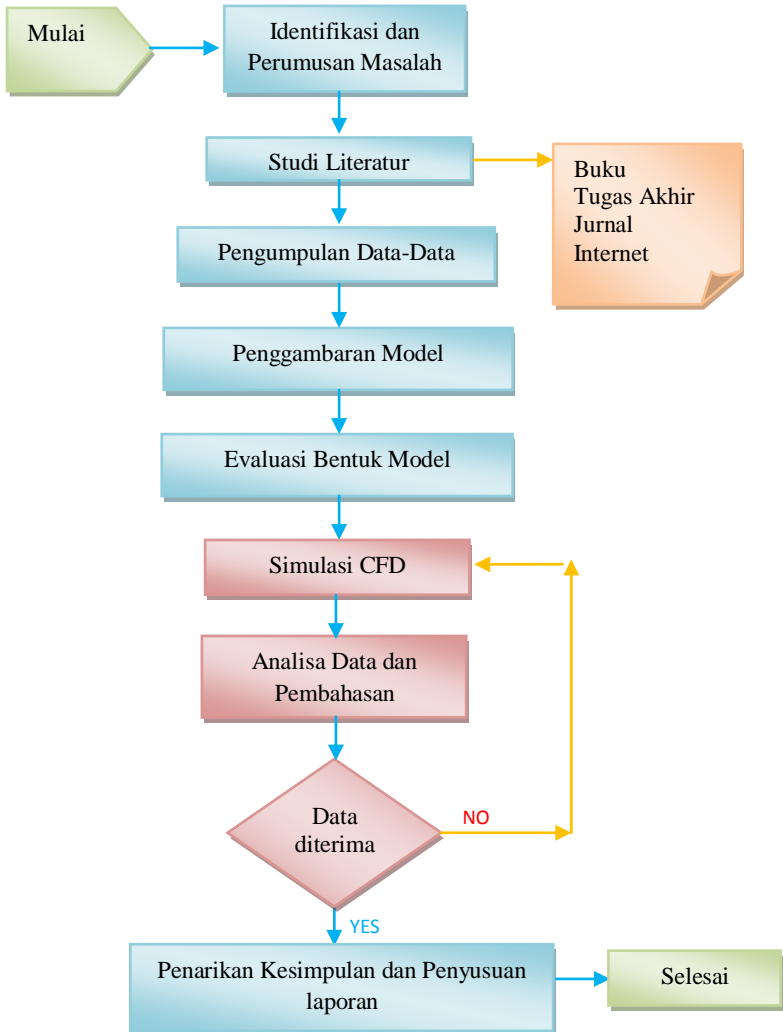 Mulai
Identifikasi dan
Perumusan Masalah
Studi Literatur
Buku
Tugas Akhir
Jurnal
Internet
Pengumpulan Data-Data
Penggambaran Model
Evaluasi Bentuk Model
Simulasi CFD
Analisa Data dan
Pembahasan
Data
diterima
NO
YES
Penarikan Kesimpulan dan Penyusuan
laporan
Selesai